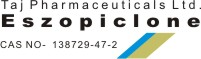 Taj Pharmaceuticals Ltd.
Eszopiclone
CAS NO- 138729-47-2